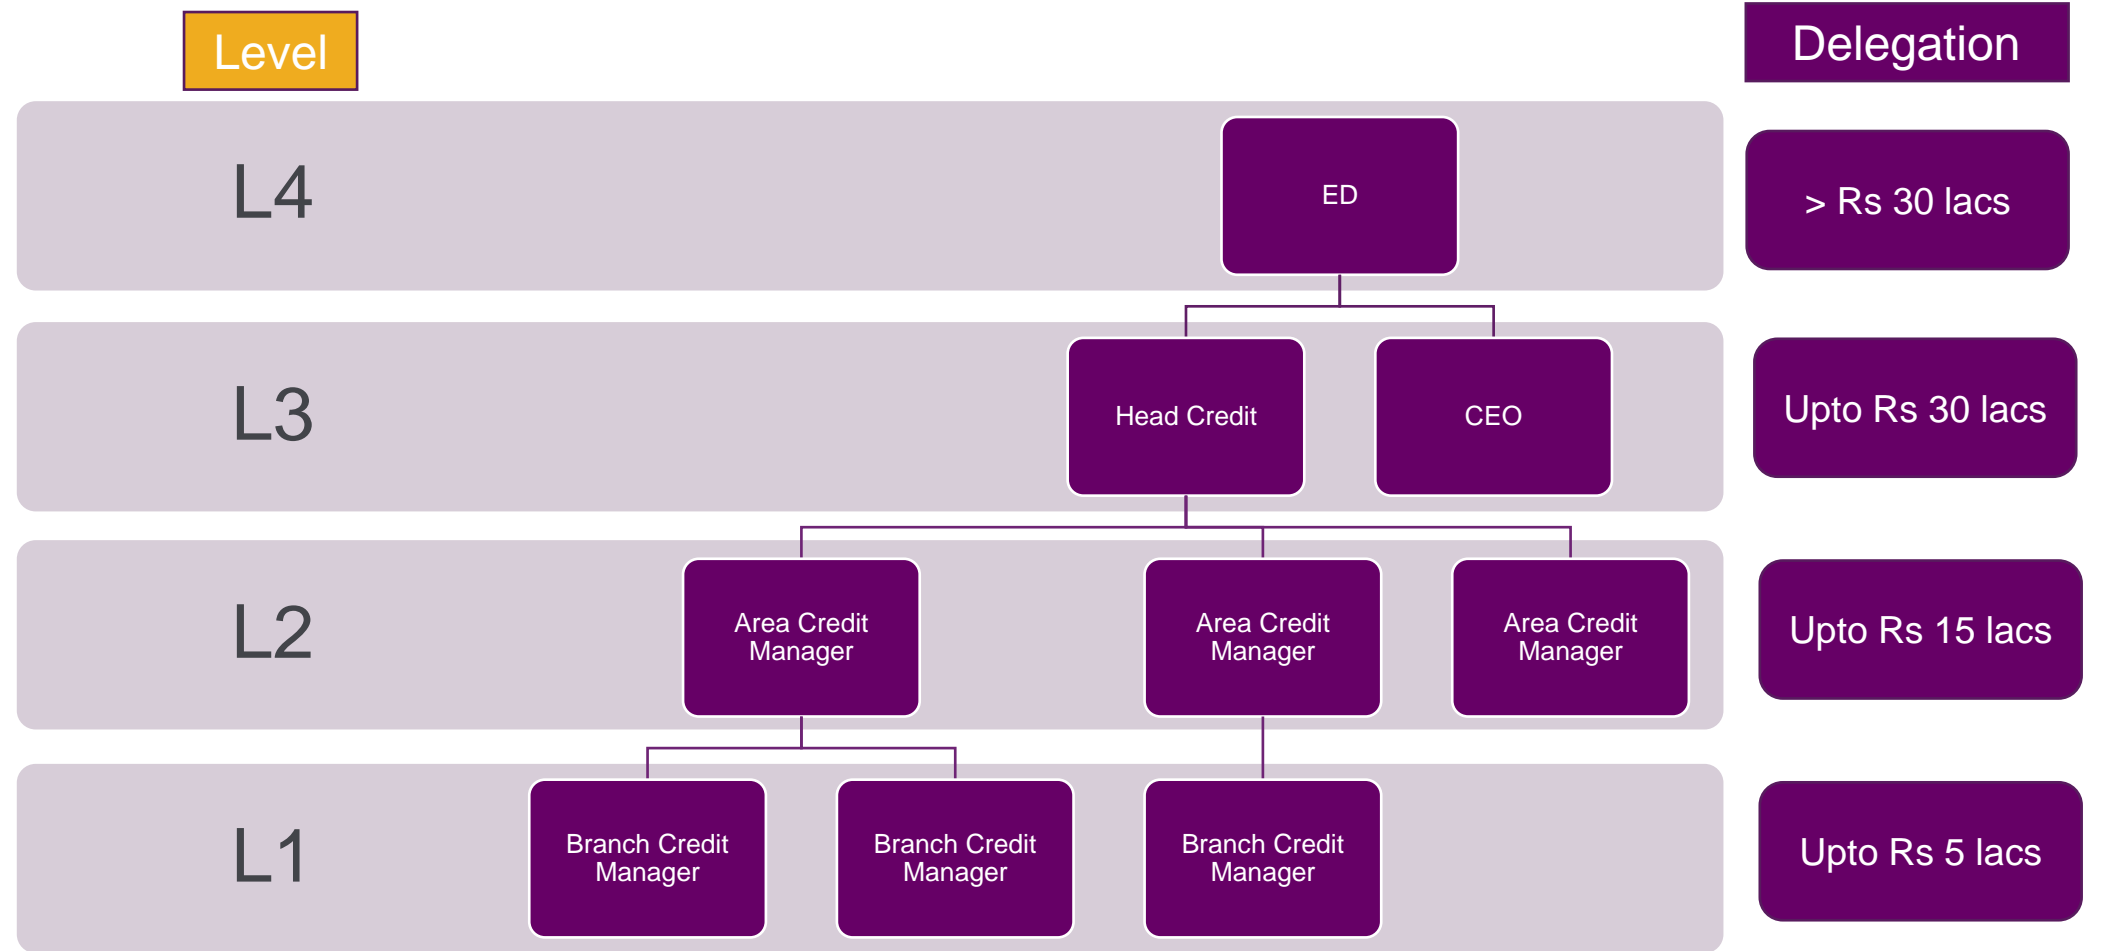 Level
Delegation
L4
ED
> Rs 30 lacs
L3
Head Credit
CEO
Upto Rs 30 lacs
L2
Area Credit
Manager
Area Credit
Manager
Area Credit
Manager
Upto Rs 15 lacs
L1
Branch Credit
Manager
Branch Credit
Manager
Branch Credit
Manager
Upto Rs 5 lacs